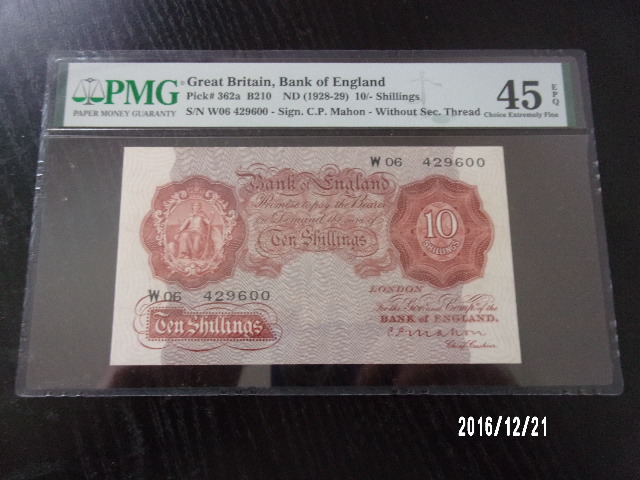 PMG
PAPER MONEY GUARANTY
Great Britain, Bank of England
Pick# 362a B210 ND (1928-29) 10/- Shillings
S/N W06 429600 - Sign. C.P. Mahon - Without Sec. Thread
45 EPQ
Choice Extremely Fine
W06 429600
Bank of England
Promise to pay the Bearer
on Demand the sum of
Ten Shillings
10
SHILLINGS
LONDON
For the Govr. and Compa. of the
BANK of ENGLAND.
C P Mahon
Chief Cashier
W06 429600
Ten Shillings
2016/12/21